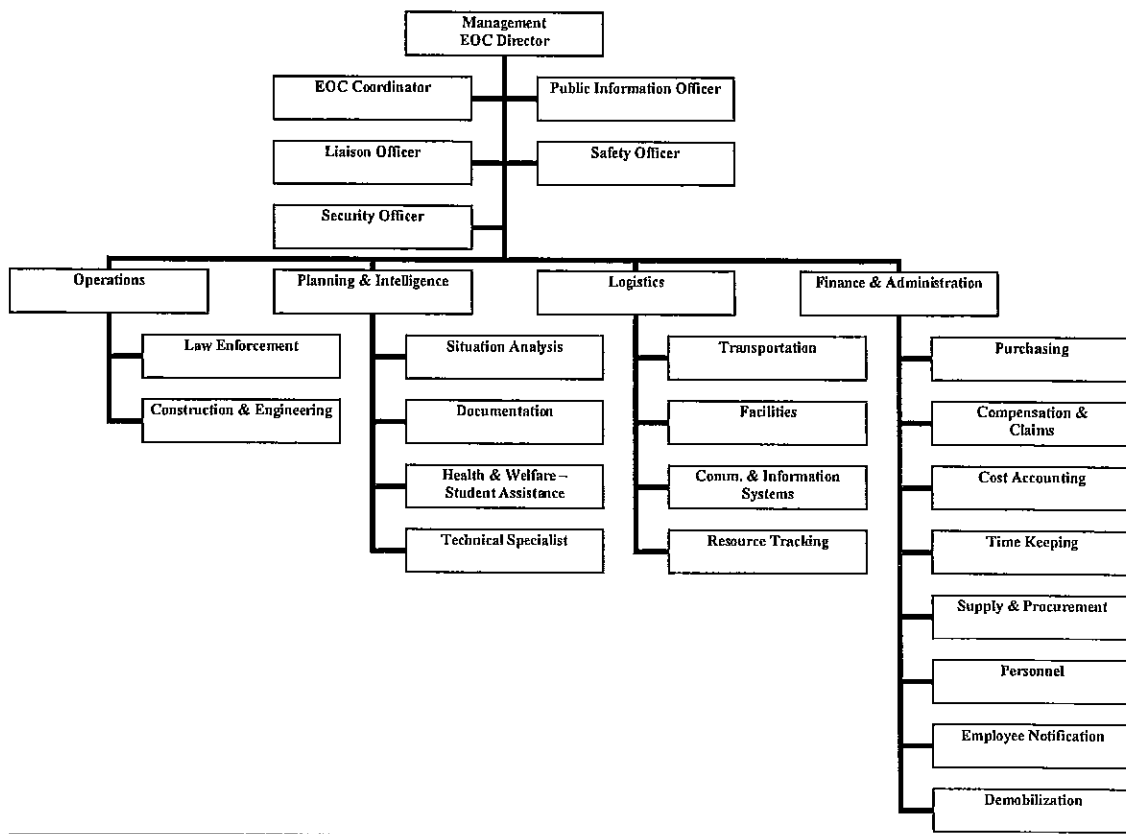 Management
EOC Director
EOC Coordinator
Public Information Officer
Liaison Officer
Safety Officer
Security Officer
Operations
Planning & Intelligence
Logistics
Finance & Administration
Law Enforcement
Situation Analysis
Transportation
Purchasing
Construction & Engineering
Documentation
Facilities
Compensation &
Claims
Health & Welfare –
Student Assistance
Comm. & Information
Systems
Cost Accounting
Technical Specialist
Resource Tracking
Time Keeping
Supply & Procurement
Personnel
Employee Notification
Demobilization